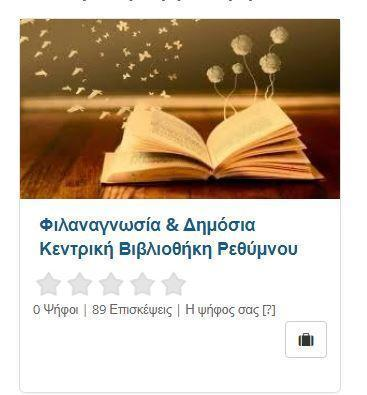 Φιλαναγνωσία & Δημόσια
Κεντρική Βιβλιοθήκη Ρεθύμνου
0 Ψήφοι | 89 Επισκέψεις | Η ψήφος σας [?]